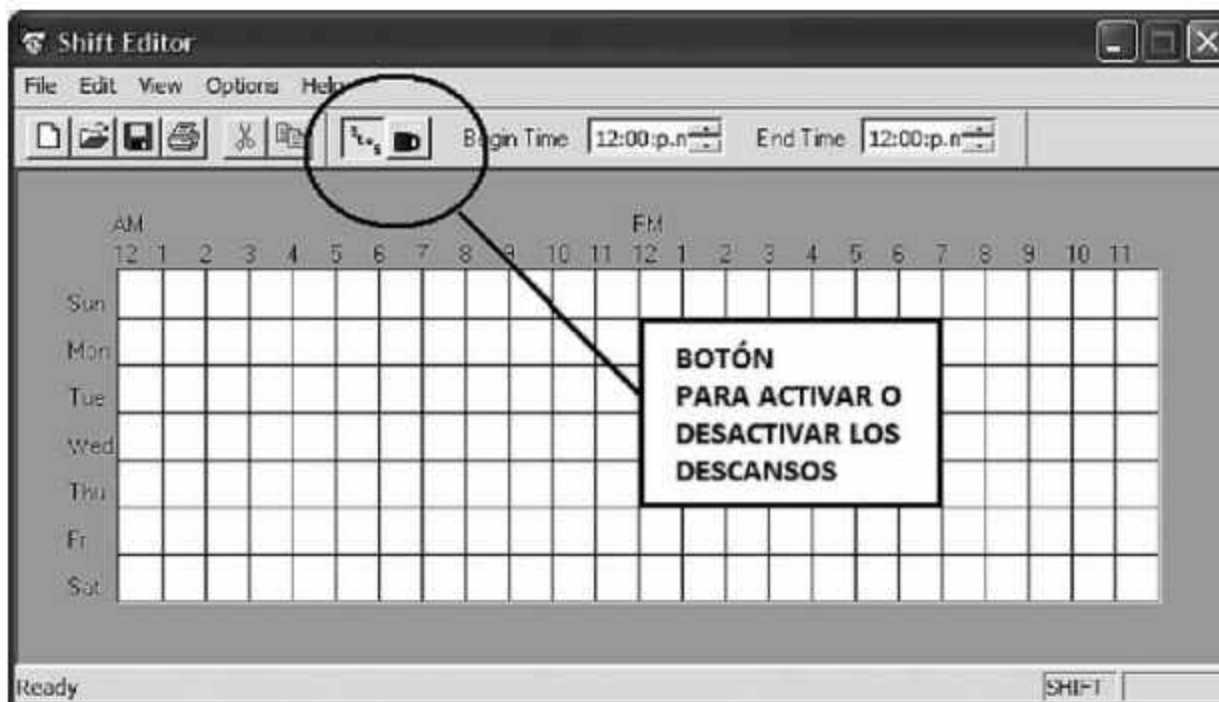 Shift Editor
File Edit View Options Help
Begin Time 12:00:p.n End Time 12:00:p.n
AM PM
12 1 2 3 4 5 6 7 8 9 10 11 12 1 2 3 4 5 6 7 8 9 10 11
Sun
Mon
Tue
Wed
Thu
Fri
Sat
BOTÓN
PARA ACTIVAR O
DESACTIVAR LOS
DESCANSOS
Ready SHIFT